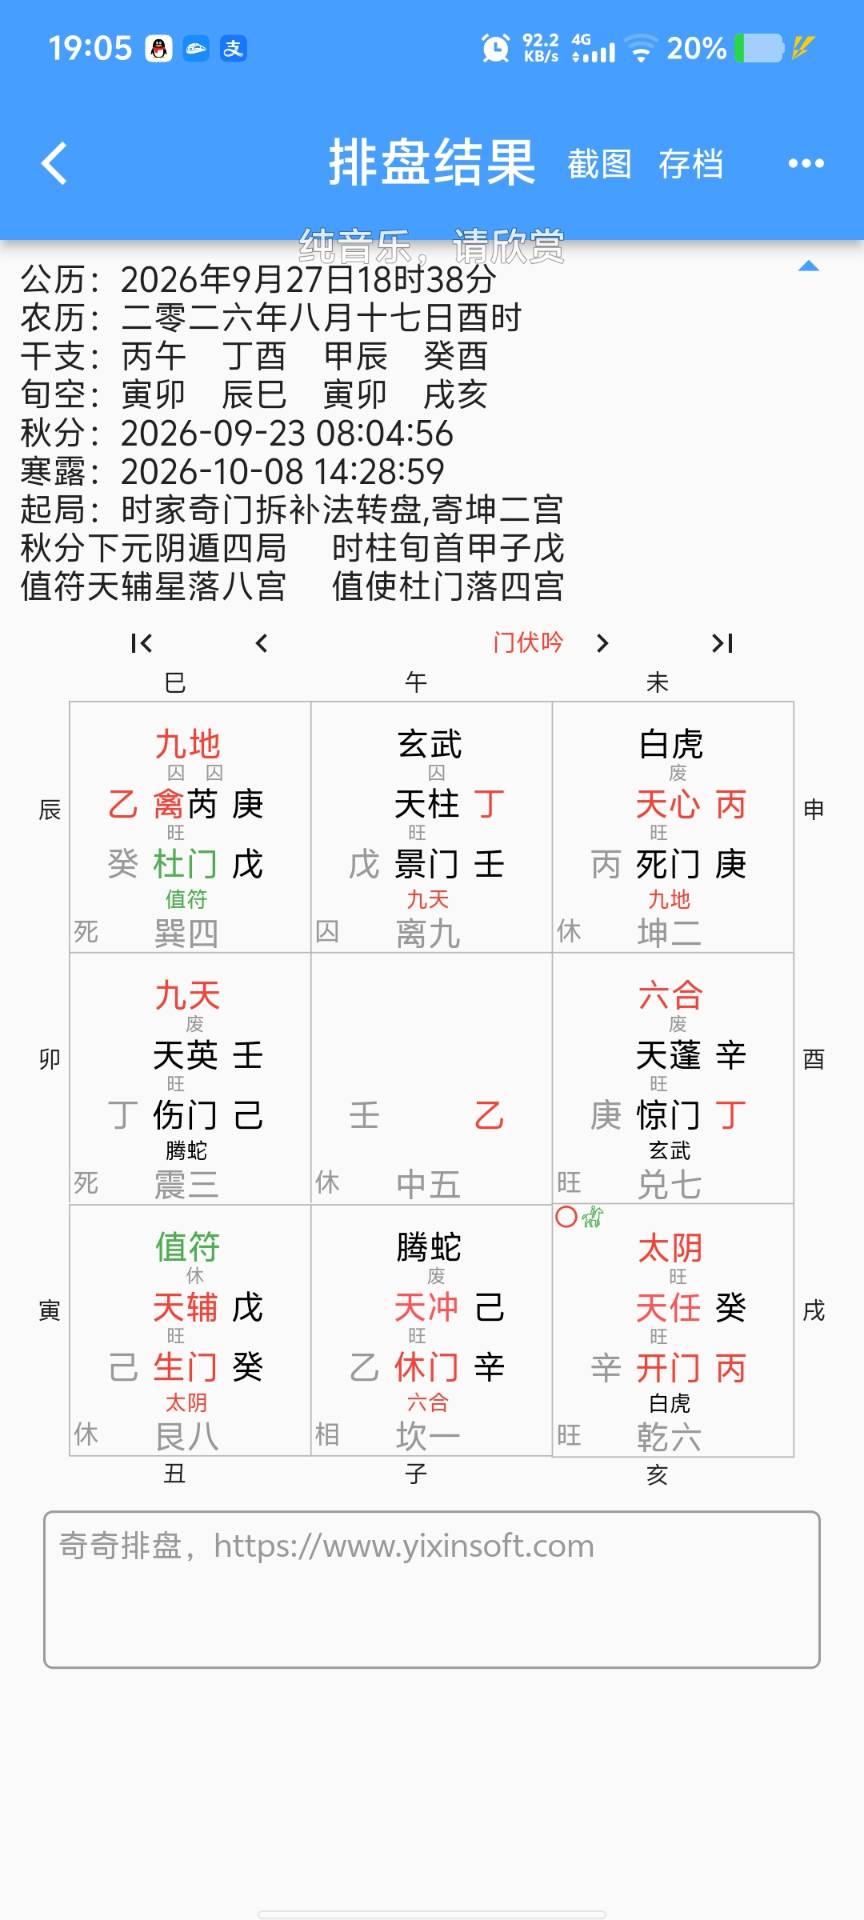 19:05 支 92.2 KB/s 4G 20%
排盘结果 截图 存档
纯音乐，请欣赏
公历：2026年9月27日18时38分
农历：二零二六年八月十七日酉时
干支：丙午 丁酉 甲辰 癸酉
旬空：寅卯 辰巳 寅卯 戌亥
秋分：2026-09-23 08:04:56
寒露：2026-10-08 14:28:59
起局：时家奇门拆补法转盘,寄坤二宫
秋分下元阴遁四局 时柱旬首甲子戊
值符天辅星落八宫 值使杜门落四宫
门伏吟
巳 午 未
九地 玄武 白虎
囚 囚 囚 废
辰 乙 禽芮 庚 天柱 丁 天心 丙 申
旺 旺 旺
癸 杜门 戊 戊 景门 壬 丙 死门 庚
值符 九天 九地
死 巽四 囚 离九 休 坤二
九天 六合
废 废
卯 天英 壬 天蓬 辛 酉
旺 旺
丁 伤门 己 壬 乙 庚 惊门 丁
腾蛇 玄武
死 震三 休 中五 旺 兑七
值符 腾蛇 太阴
休 废 旺
寅 天辅 戊 天冲 己 天任 癸 戌
旺 旺 旺
己 生门 癸 乙 休门 辛 辛 开门 丙
太阴 六合 白虎
休 艮八 相 坎一 旺 乾六
丑 子 亥
奇奇排盘，https://www.yixinsoft.com